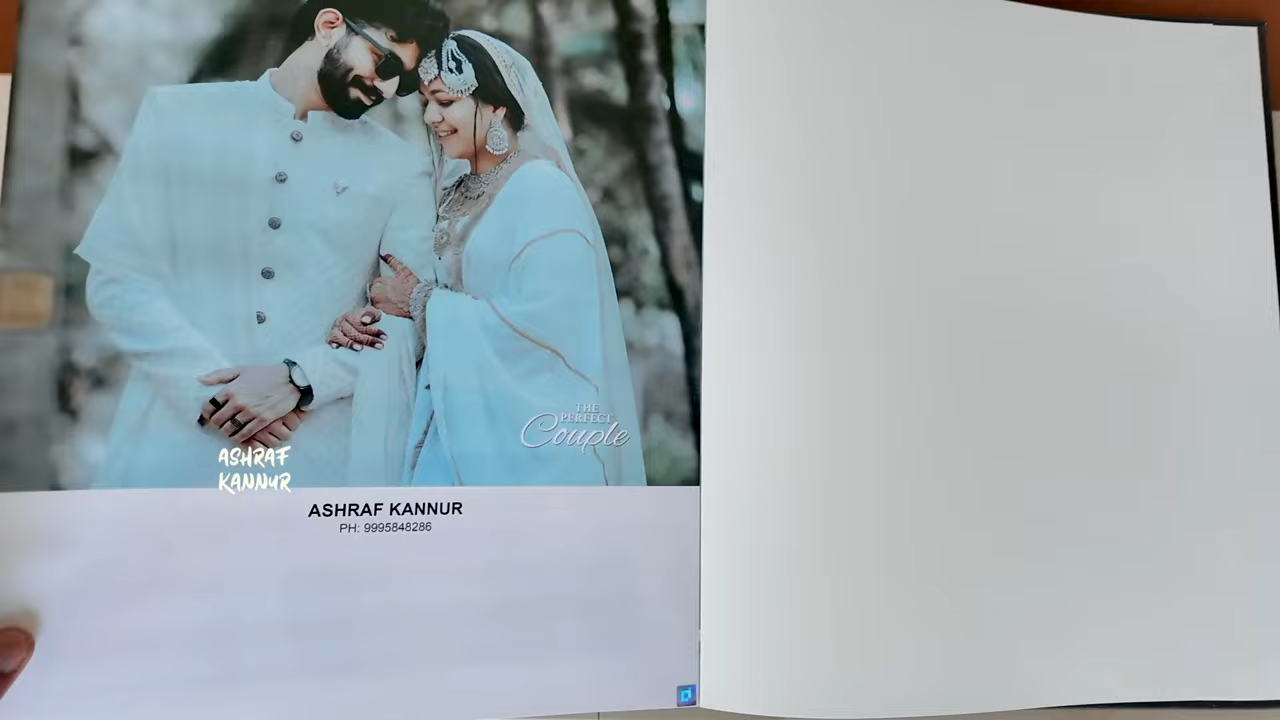 THE
PERFECT
Couple
ASHRAF
KANNUR
ASHRAF KANNUR
PH: 9995848286